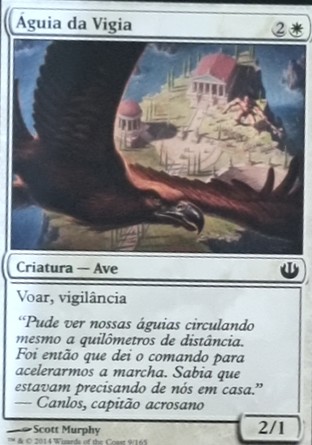 Águia da Vigia 2
Criatura — Ave
Voar, vigilância
“Pude ver nossas águias circulando
mesmo a quilômetros de distância.
Foi então que dei o comando para
acelerarmos a marcha. Sabia que
estavam precisando de nós em casa.”
— Canlos, capitão acrosano
Scott Murphy
™ & © 2014 Wizards of the Coast 9/165
2/1